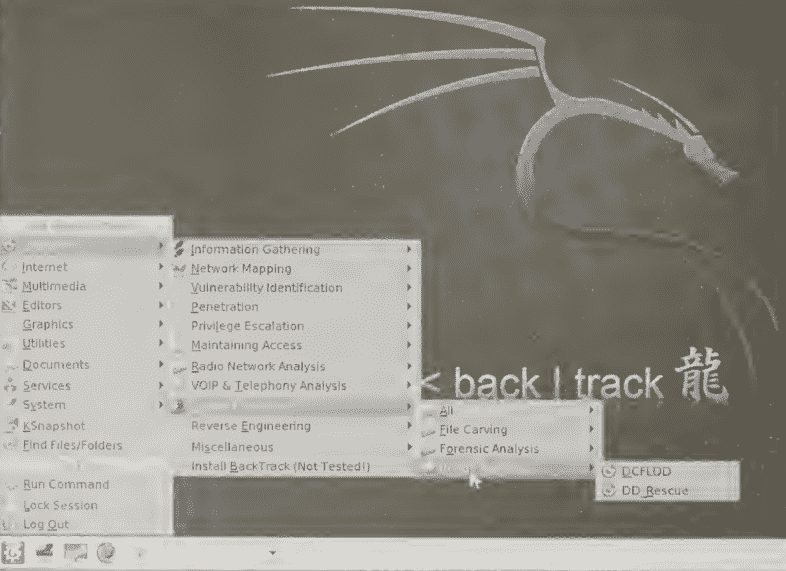 Internet
Multimedia
Editors
Graphics
Utilities
Documents
Services
System
KSnapshot
Find Files/Folders
Run Command
Lock Session
Log Out
Information Gathering
Network Mapping
Vulnerability Identification
Penetration
Privilege Escalation
Maintaining Access
Radio Network Analysis
VOIP & Telephony Analysis
Reverse Engineering
Miscellaneous
Install BackTrack (Not Tested!)
<< back | track 龍
All
File Carving
Forensic Analysis
DCFLDD
DD_Rescue